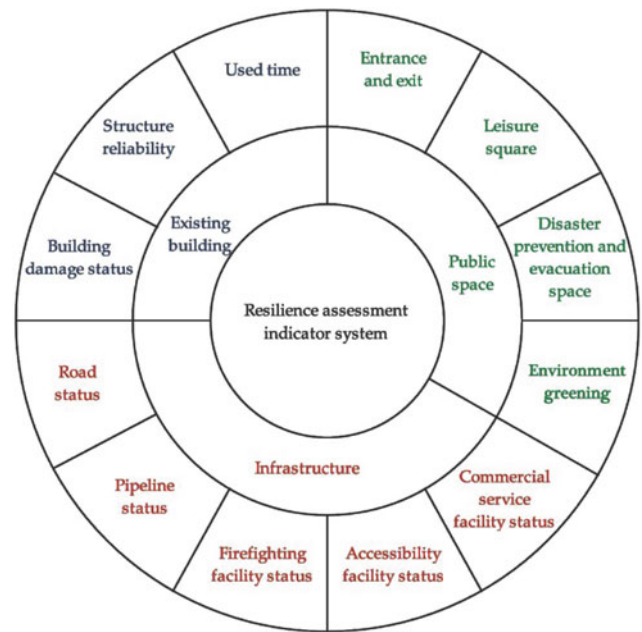 Used time
Entrance
and exit
Structure
reliability
Leisure
square
Building
damage status
Existing
building
Public
space
Disaster
prevention and
evacuation
space
Resilience assessment
indicator system
Road
status
Environment
greening
Pipeline
status
Infrastructure
Commercial
service
facility status
Firefighting
facility status
Accessibility
facility status